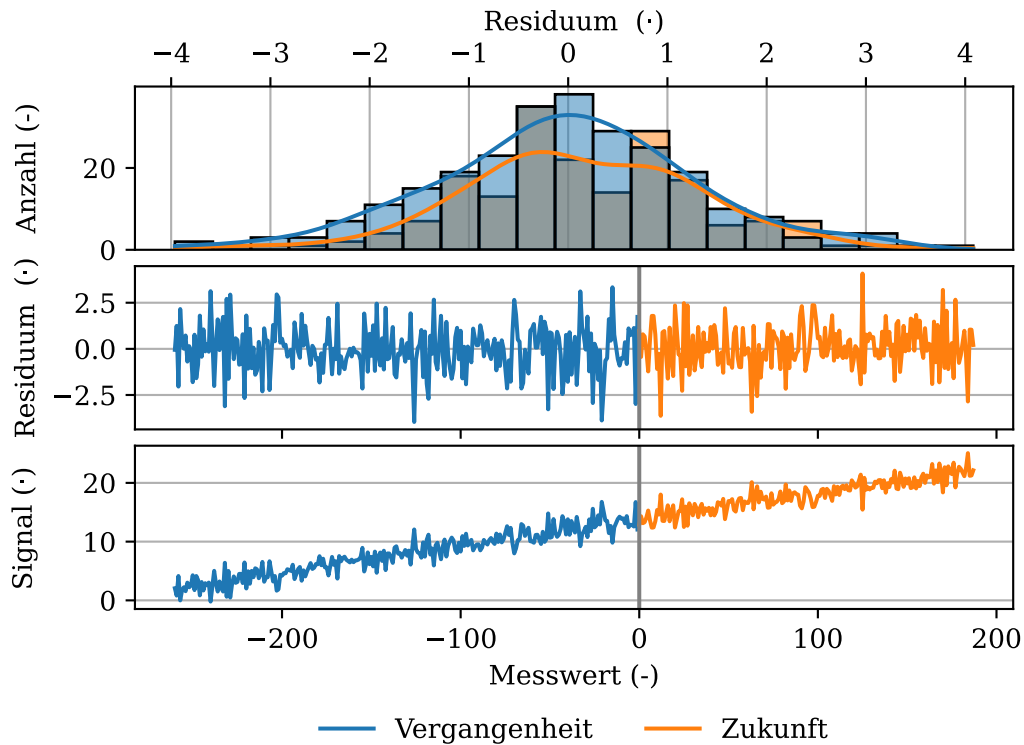 Residuum (·)
−4 −3 −2 −1 0 1 2 3 4
Anzahl (-)
20
0
Residuum (·)
2.5
0.0
−2.5
Signal (·)
20
10
0
−200 −100 0 100 200
Messwert (-)
Vergangenheit Zukunft